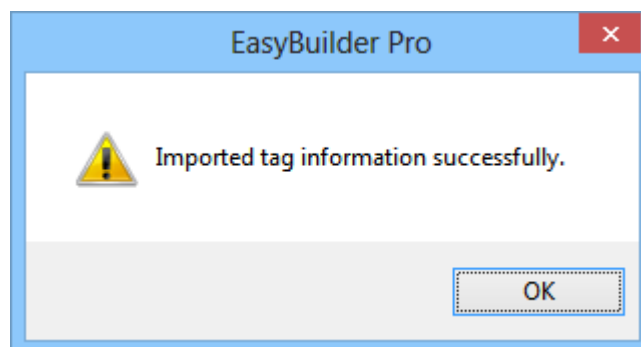 EasyBuilder Pro
Imported tag information successfully.
OK